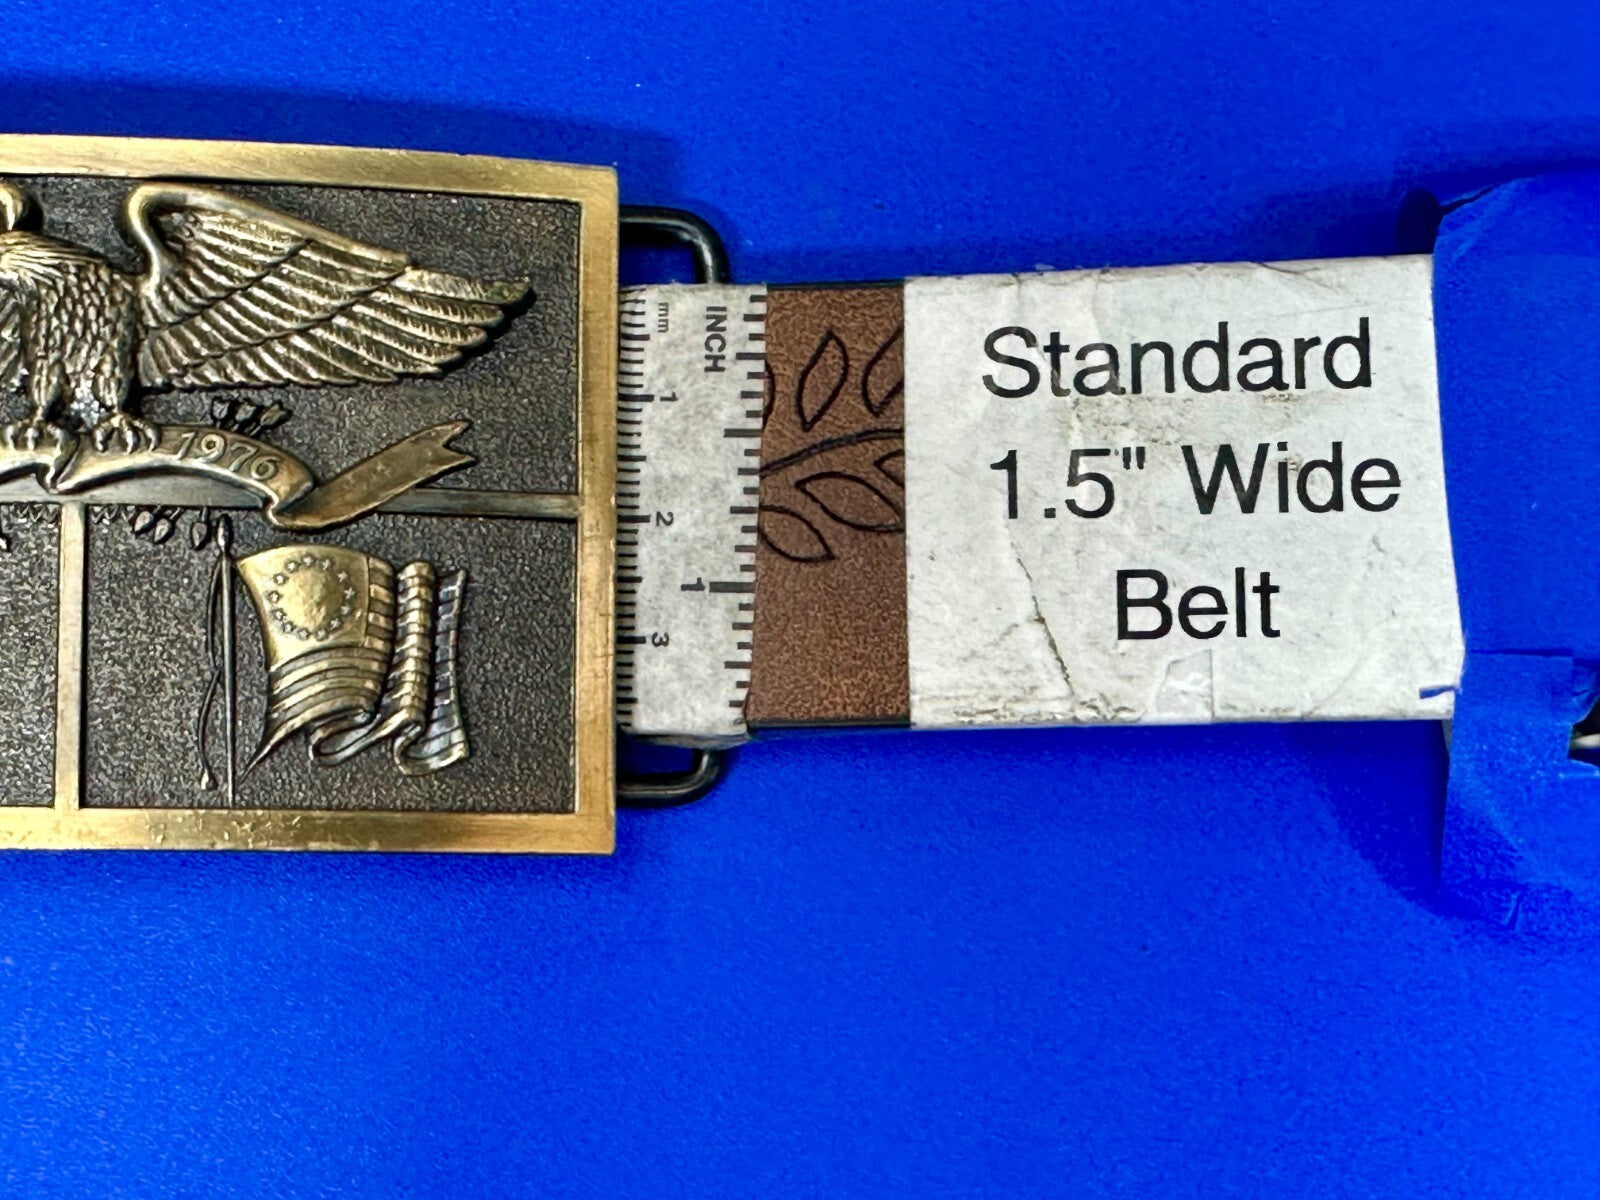 1976
mm
INCH
1
2
1
3
Standard
1.5" Wide
Belt